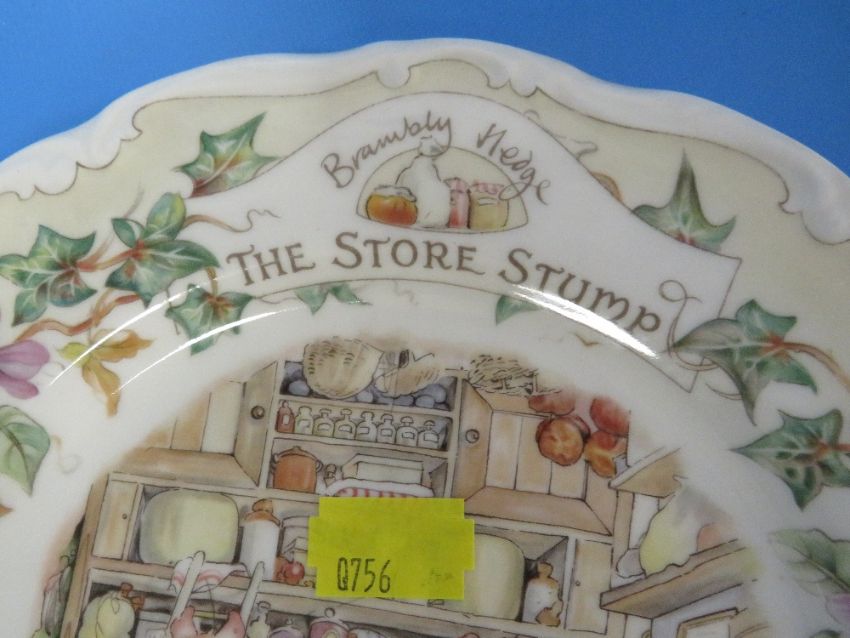 Brambly Hedge
THE STORE STUMP
Q756